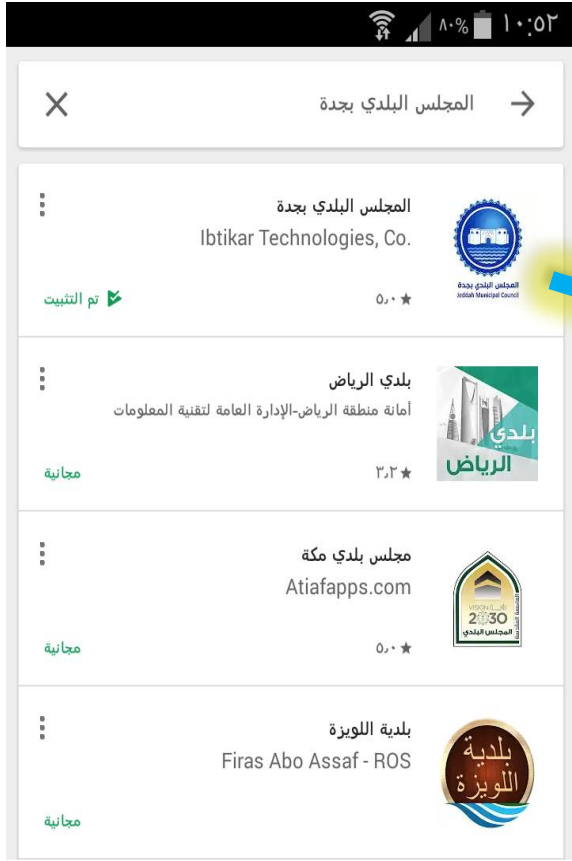 ١٠:٥٢ ٨٠%
المجلس البلدي بجدة
المجلس البلدي بجدة
Ibtikar Technologies, Co.
٥٫٠
تم التثبيت
المجلس البلدي بجدة
Jeddah Municipal Council
بلدي الرياض
أمانة منطقة الرياض-الإدارة العامة لتقنية المعلومات
٣٫٢
مجانية
بلدي
الرياض
مجلس بلدي مكة
Atiafapps.com
٥٫٠
مجانية
VISION رؤية
2030
المجلس البلدي
بلدية اللويزة
Firas Abo Assaf - ROS
مجانية
بلدية
اللويزة